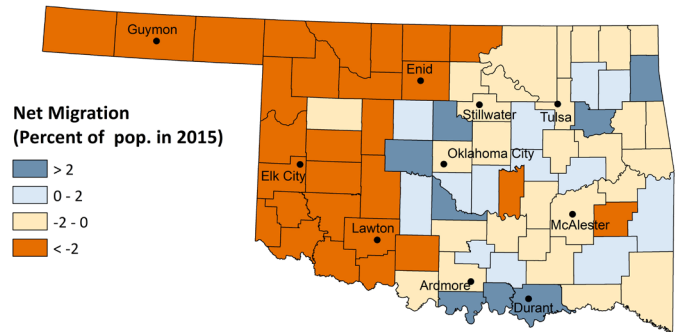 Guymon
Enid
Net Migration
(Percent of pop. in 2015)
> 2
0 - 2
-2 - 0
< -2
Stillwater
Tulsa
Oklahoma City
Elk City
Lawton
McAlester
Ardmore
Durant